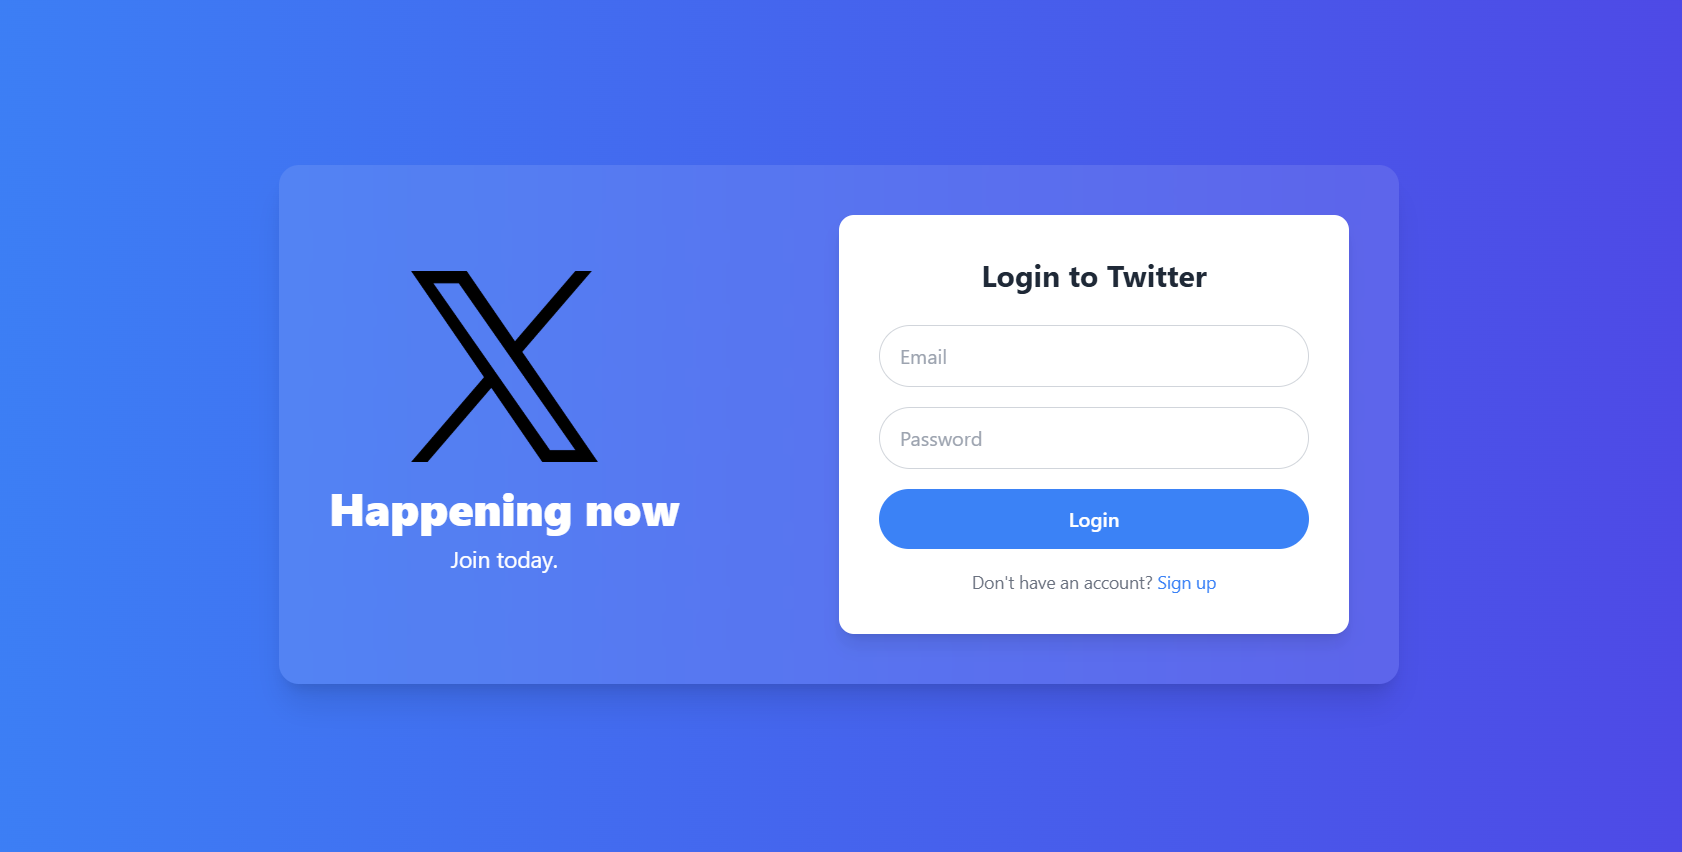 Happening now
Join today.
Login to Twitter
Email
Password
Login
Don't have an account? Sign up